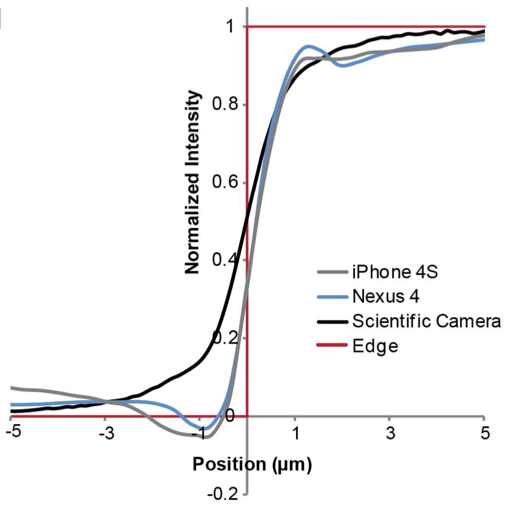 1
0.8
0.6
0.4
0.2
0
-0.2
-5
-3
-1
1
3
5
Normalized Intensity
Position (µm)
iPhone 4S
Nexus 4
Scientific Camera
Edge